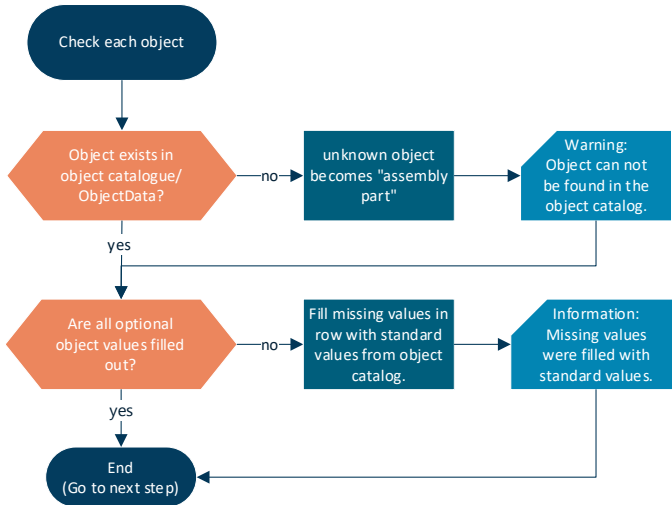 Check each object
Object exists in
object catalogue/
ObjectData?
no
unknown object
becomes "assembly
part"
Warning:
Object can not
be found in the
object catalog.
yes
Are all optional
object values filled
out?
no
Fill missing values in
row with standard
values from object
catalog.
Information:
Missing values
were filled with
standard values.
yes
End
(Go to next step)